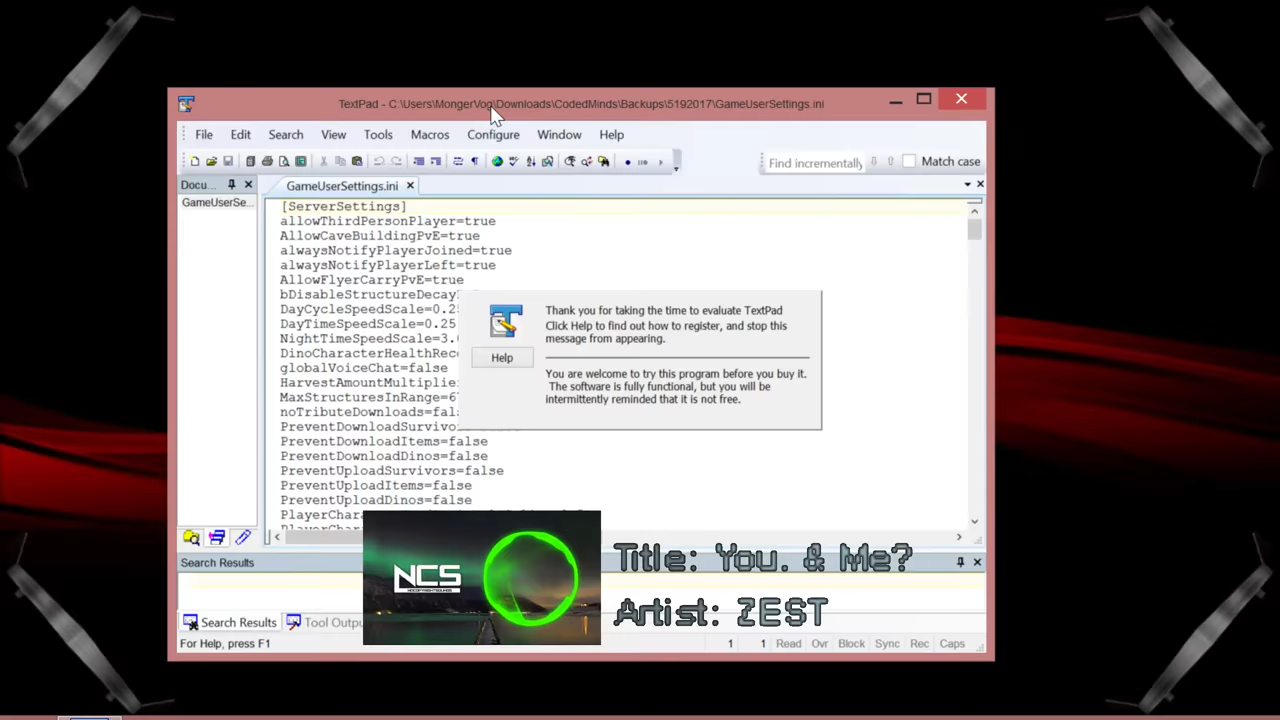 TextPad - C:\Users\MongerVog\Downloads\CodedMinds\Backups\5192017\GameUserSettings.ini
File Edit Search View Tools Macros Configure Window Help
Find incrementally Match case
Docu... GameUserSettings.ini
GameUserSe...
[ServerSettings]
allowThirdPersonPlayer=true
AllowCaveBuildingPvE=true
alwaysNotifyPlayerJoined=true
alwaysNotifyPlayerLeft=true
AllowFlyerCarryPvE=true
bDisableStructureDecay
DayCycleSpeedScale=0.25
DayTimeSpeedScale=0.25
NightTimeSpeedScale=3.
DinoCharacterHealthRec
globalVoiceChat=false
HarvestAmountMultiplie
MaxStructuresInRange=6
noTributeDownloads=fal
PreventDownloadSurvivo
PreventDownloadItems=false
PreventDownloadDinos=false
PreventUploadSurvivors=false
PreventUploadItems=false
PreventUploadDinos=false
PlayerChara
Thank you for taking the time to evaluate TextPad
Click Help to find out how to register, and stop this
message from appearing.
Help
You are welcome to try this program before you buy it.
The software is fully functional, but you will be
intermittently reminded that it is not free.
Search Results
NCS
Title: You. & Me?
Artist: ZEST
Search Results Tool Outpu
For Help, press F1
1 1 Read Ovr Block Sync Rec Caps